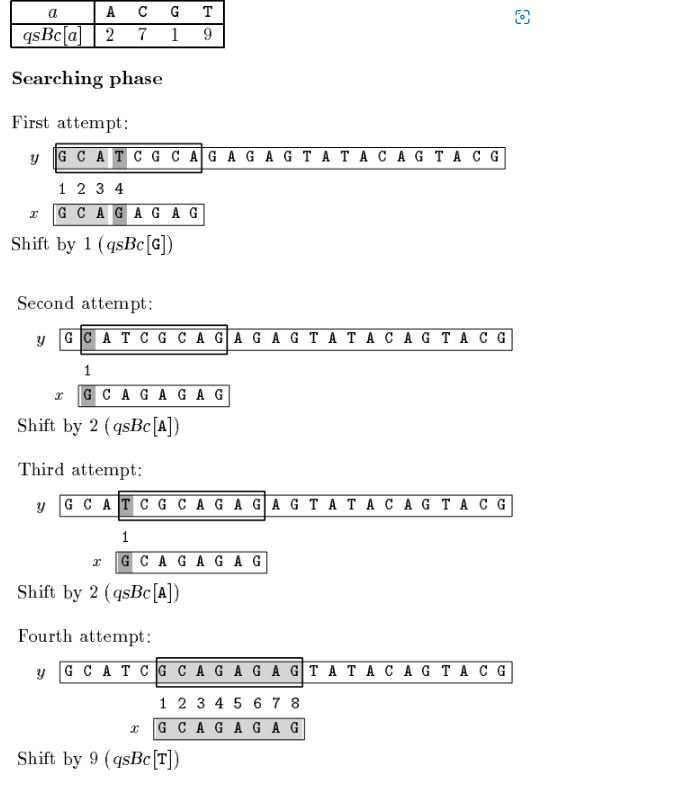 a A C G T
qsBc[a] 2 7 1 9
Searching phase
First attempt:
y G C A T C G C A G A G A G T A T A C A G T A C G
1 2 3 4
x G C A G A G A G
Shift by 1 (qsBc[G])
Second attempt:
y G C A T C G C A G A G A G T A T A C A G T A C G
1
x G C A G A G A G
Shift by 2 (qsBc[A])
Third attempt:
y G C A T C G C A G A G A G T A T A C A G T A C G
1
x G C A G A G A G
Shift by 2 (qsBc[A])
Fourth attempt:
y G C A T C G C A G A G A G T A T A C A G T A C G
1 2 3 4 5 6 7 8
x G C A G A G A G
Shift by 9 (qsBc[T])